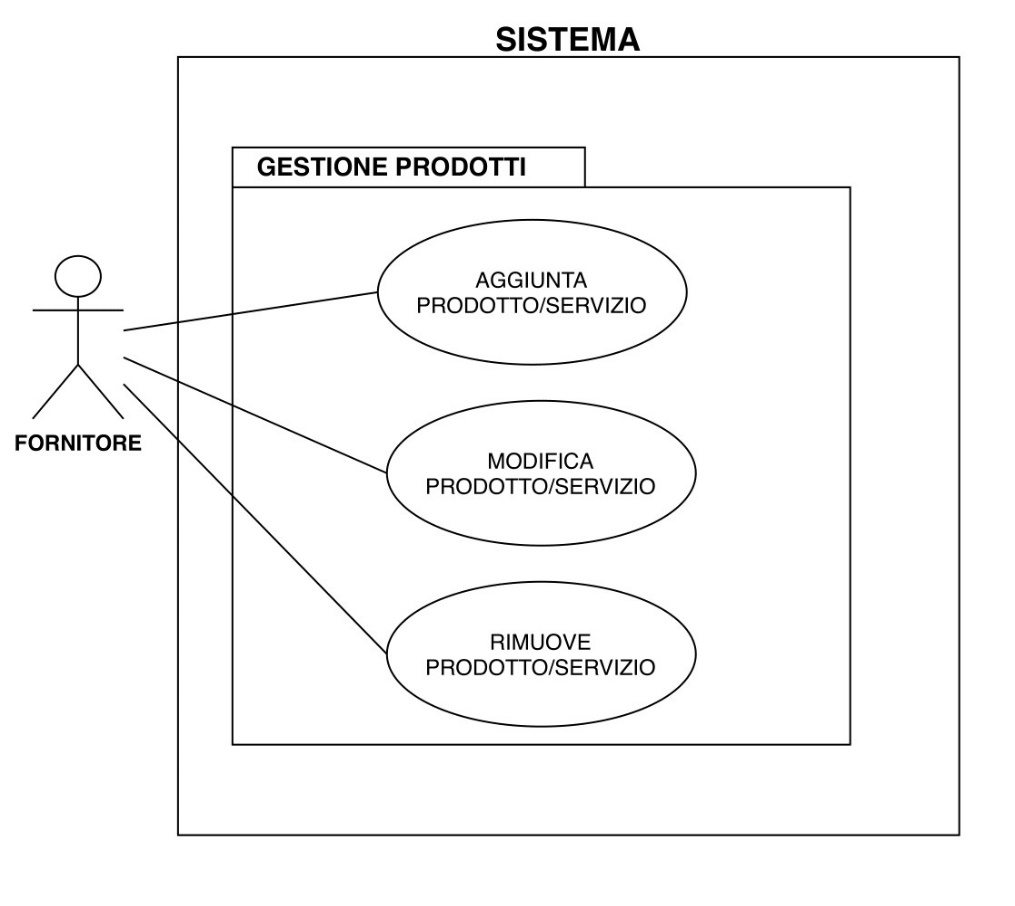 SISTEMA
GESTIONE PRODOTTI
AGGIUNTA
PRODOTTO/SERVIZIO
FORNITORE
MODIFICA
PRODOTTO/SERVIZIO
RIMUOVE
PRODOTTO/SERVIZIO